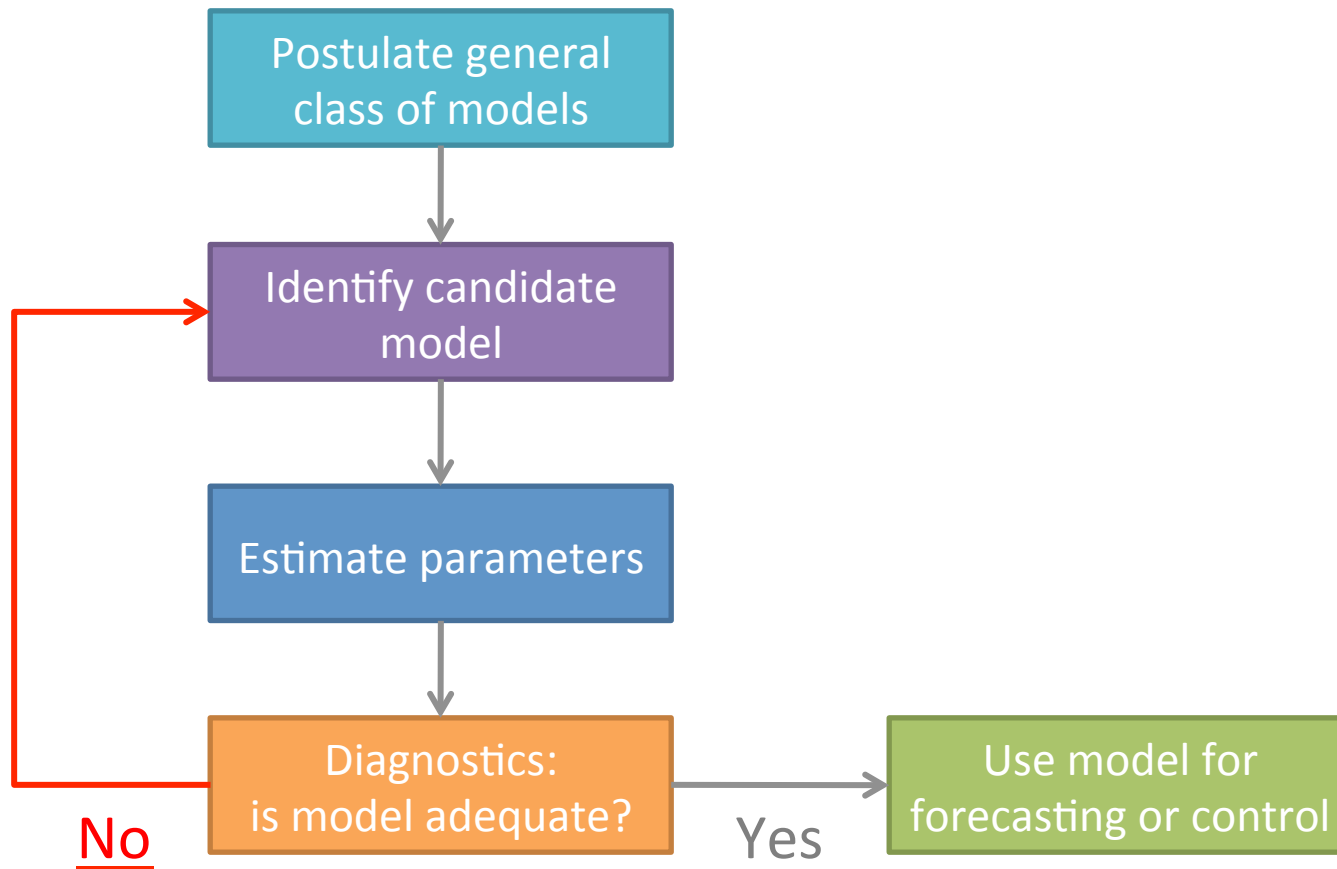 Postulate general
class of models
Identify candidate
model
Estimate parameters
Diagnostics:
is model adequate?
Use model for
forecasting or control
No
Yes